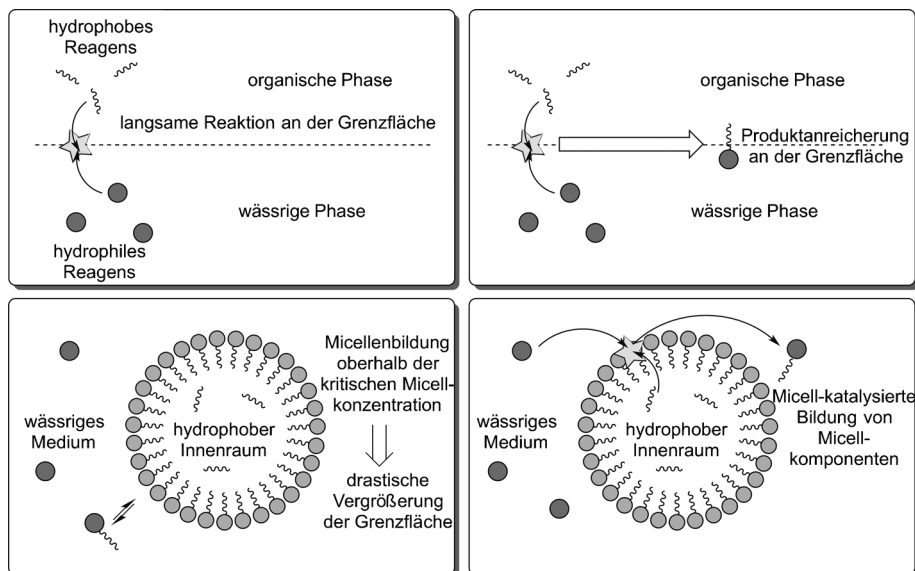 hydrophobes
Reagens
organische Phase
langsame Reaktion an der Grenzfläche
wässrige Phase
hydrophiles
Reagens
organische Phase
Produktanreicherung
an der Grenzfläche
wässrige Phase
Micellenbildung
oberhalb der
kritischen Micell-
konzentration
wässriges
Medium
hydrophober
Innenraum
drastische
Vergrößerung
der Grenzfläche
wässriges
Medium
hydrophober
Innenraum
Micell-katalysierte
Bildung von
Micell-
komponenten